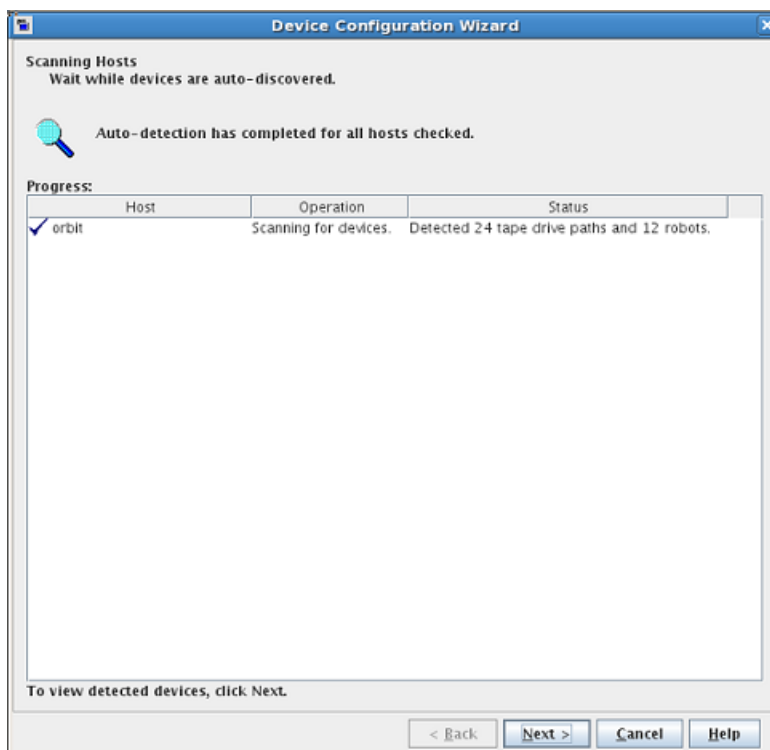 Device Configuration Wizard
Scanning Hosts
Wait while devices are auto-discovered.
Auto-detection has completed for all hosts checked.
Progress:
Host Operation Status
orbit Scanning for devices. Detected 24 tape drive paths and 12 robots.
To view detected devices, click Next.
< Back Next > Cancel Help